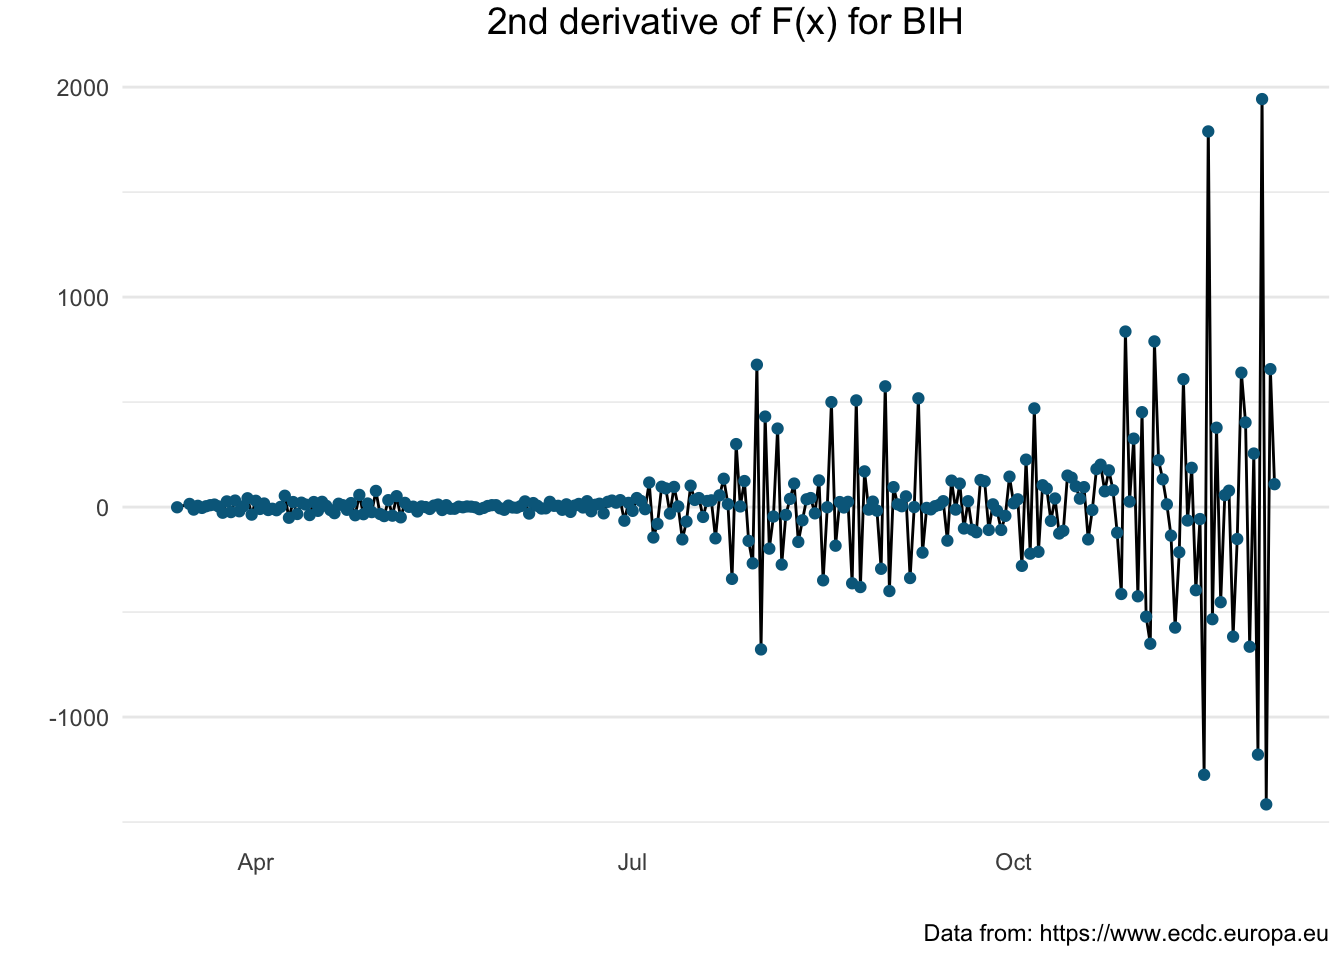 2nd derivative of F(x) for BIH
2000
1000
0
-1000
Apr Jul Oct
Data from: https://www.ecdc.europa.eu